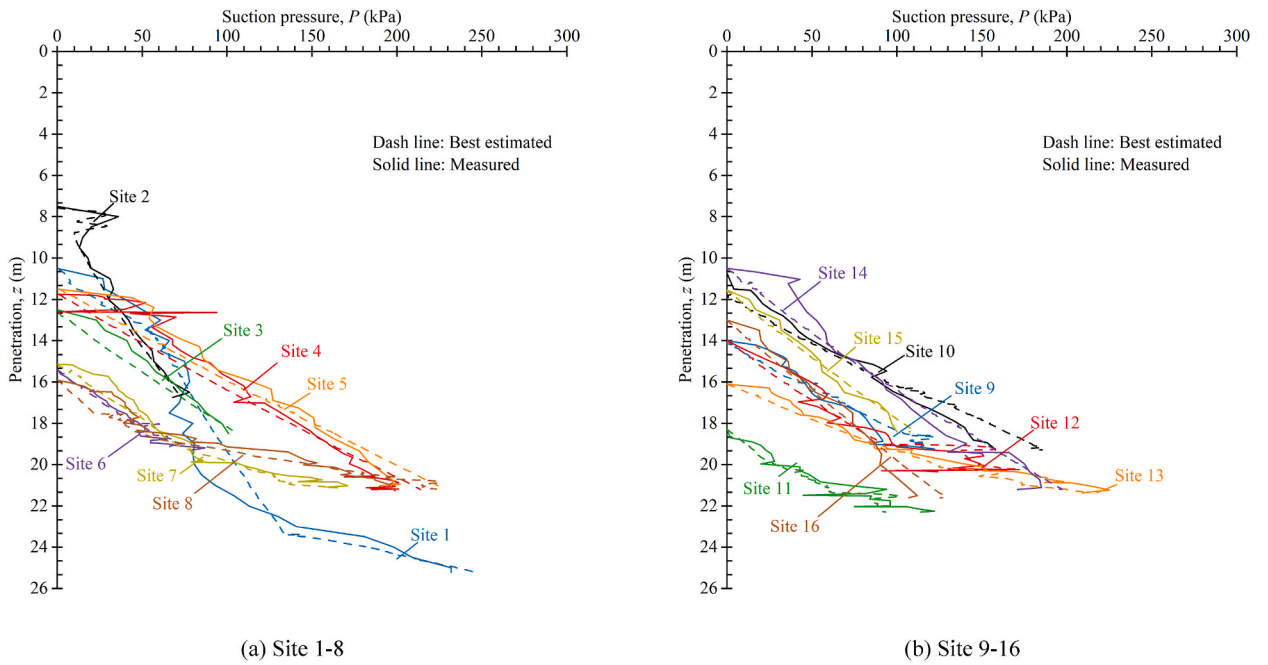 Suction pressure, P (kPa)
0 50 100 150 200 250 300
0
2
4
6
8
10
12
14
16
18
20
22
24
26
Penetration, z (m)
Dash line: Best estimated
Solid line: Measured
Site 2
Site 3
Site 4
Site 5
Site 6
Site 7
Site 8
Site 1
(a) Site 1-8
Suction pressure, P (kPa)
0 50 100 150 200 250 300
0
2
4
6
8
10
12
14
16
18
20
22
24
26
Penetration, z (m)
Dash line: Best estimated
Solid line: Measured
Site 14
Site 15
Site 10
Site 9
Site 12
Site 13
Site 11
Site 16
(b) Site 9-16